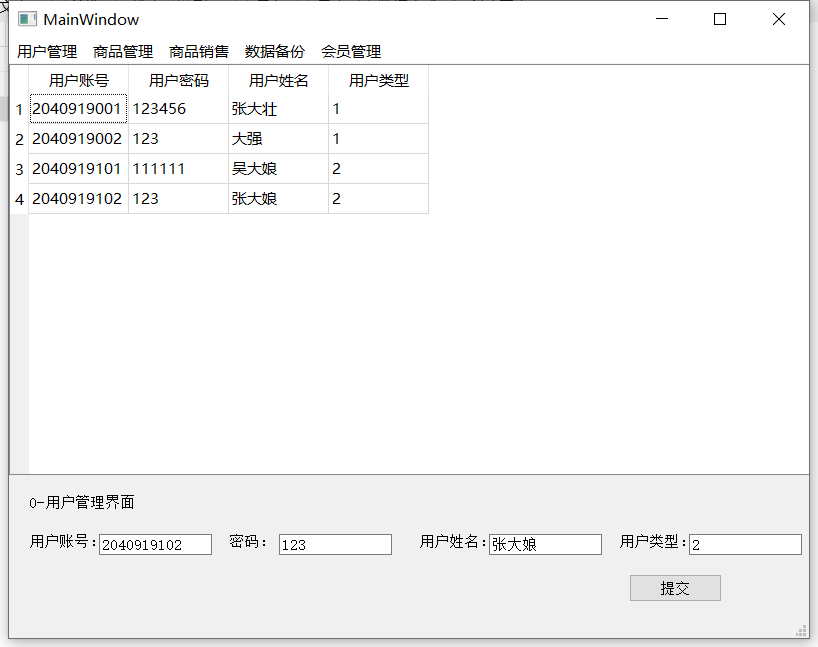 MainWindow
用户管理 商品管理 商品销售 数据备份 会员管理
用户账号 用户密码 用户姓名 用户类型
1 2040919001 123456 张大壮 1
2 2040919002 123 大强 1
3 2040919101 111111 吴大娘 2
4 2040919102 123 张大娘 2
0-用户管理界面
用户账号: 2040919102 密码: 123 用户姓名: 张大娘 用户类型: 2
提交